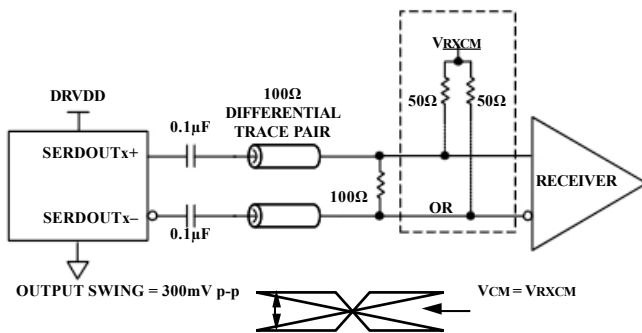 VRXCM
DRVDD
100Ω
DIFFERENTIAL
TRACE PAIR
50Ω
50Ω
0.1µF
SERDOUTx+
100Ω
RECEIVER
SERDOUTx–
OR
0.1µF
OUTPUT SWING = 300mV p-p
VCM = VRXCM